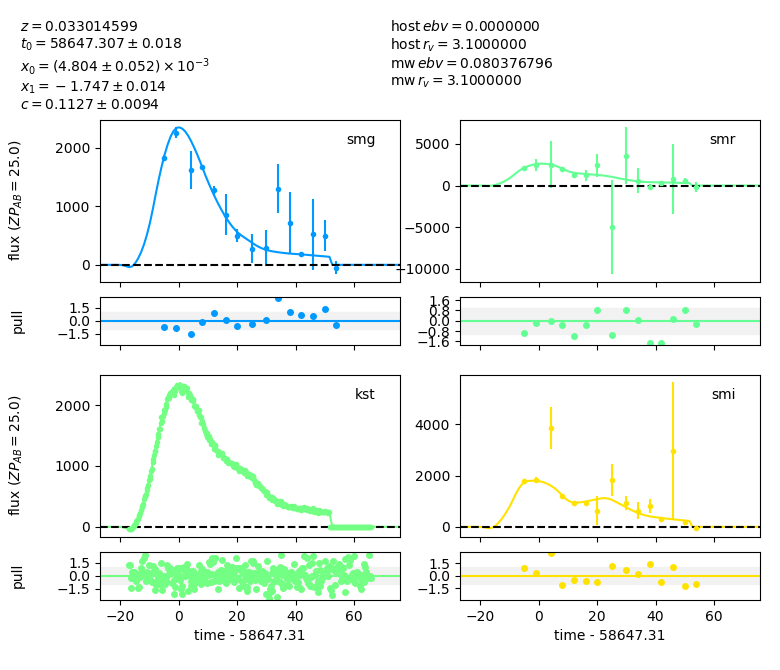 z = 0.033014599
t₀ = 58647.307 ± 0.018
x₀ = (4.804 ± 0.052) × 10⁻³
x₁ = −1.747 ± 0.014
c = 0.1127 ± 0.0094
host ebv = 0.0000000
host r_v = 3.1000000
mw ebv = 0.080376796
mw r_v = 3.1000000
flux (ZP_AB = 25.0)
2000
1000
0
smg
5000
0
−5000
−10000
smr
pull
1.5
0.0
−1.5
1.6
0.8
0.0
−0.8
−1.6
flux (ZP_AB = 25.0)
2000
1000
0
kst
4000
2000
0
smi
pull
1.5
0.0
−1.5
−20 0 20 40 60
time - 58647.31
1.5
0.0
−1.5
−20 0 20 40 60
time - 58647.31